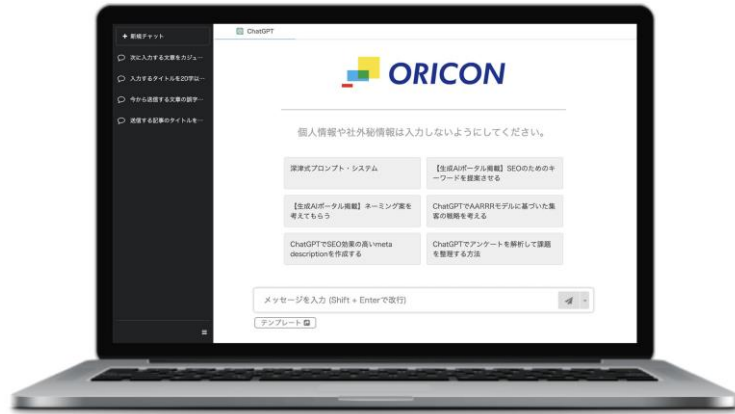 + 新規チャット
次に入力する文章をカジュ…
入力するタイトルを20字以…
今から送信する文章の誤字…
送信する記事のタイトルを…
ChatGPT
ORICON
個人情報や社外秘情報は入力しないようにしてください。
深津式プロンプト・システム
【生成AIポータル掲載】SEOのためのキ
ーワードを提案させる
【生成AIポータル掲載】ネーミング案を
考えてもらう
ChatGPTでAARRRモデルに基づいた集
客の戦略を考える
ChatGPTでSEO効果の高いmeta
descriptionを作成する
ChatGPTでアンケートを解析して課題
を整理する方法
メッセージを入力 (Shift + Enterで改行)
テンプレート